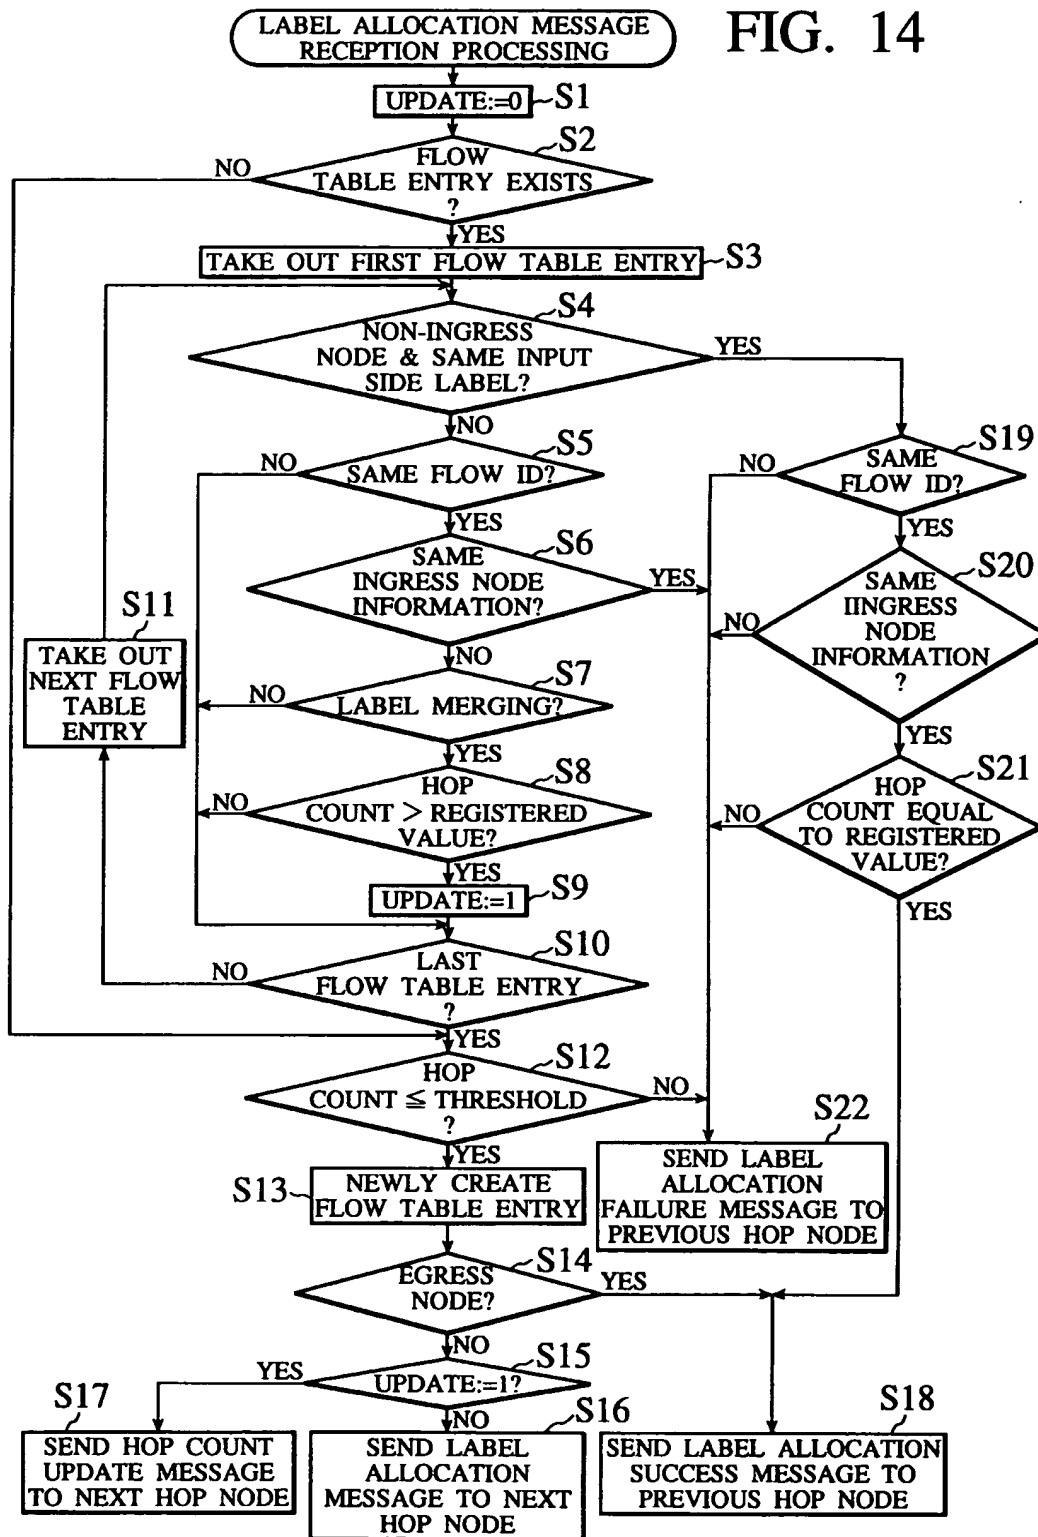 FIG. 14
LABEL ALLOCATION MESSAGE
RECEPTION PROCESSING
UPDATE:=0
S1
S2
FLOW
TABLE ENTRY EXISTS
?
NO
YES
TAKE OUT FIRST FLOW TABLE ENTRY
S3
S4
NON-INGRESS
NODE & SAME INPUT
SIDE LABEL?
YES
NO
S5
SAME FLOW ID?
NO
YES
S6
SAME
INGRESS NODE
INFORMATION?
YES
NO
S7
LABEL MERGING?
NO
YES
S8
HOP
COUNT > REGISTERED
VALUE?
NO
YES
UPDATE:=1
S9
S10
LAST
FLOW TABLE ENTRY
?
NO
YES
S11
TAKE OUT
NEXT FLOW
TABLE
ENTRY
S12
HOP
COUNT ≦ THRESHOLD
?
NO
YES
S13
NEWLY CREATE
FLOW TABLE ENTRY
S14
EGRESS
NODE?
YES
NO
S15
UPDATE:=1?
YES
NO
S16
SEND LABEL
ALLOCATION
MESSAGE TO NEXT
HOP NODE
S17
SEND HOP COUNT
UPDATE MESSAGE
TO NEXT HOP NODE
S18
SEND LABEL ALLOCATION
SUCCESS MESSAGE TO
PREVIOUS HOP NODE
S19
SAME
FLOW ID?
NO
YES
S20
SAME
IINGRESS
NODE
INFORMATION
?
NO
YES
S21
HOP
COUNT EQUAL
TO REGISTERED
VALUE?
NO
YES
S22
SEND LABEL
ALLOCATION
FAILURE MESSAGE TO
PREVIOUS HOP NODE